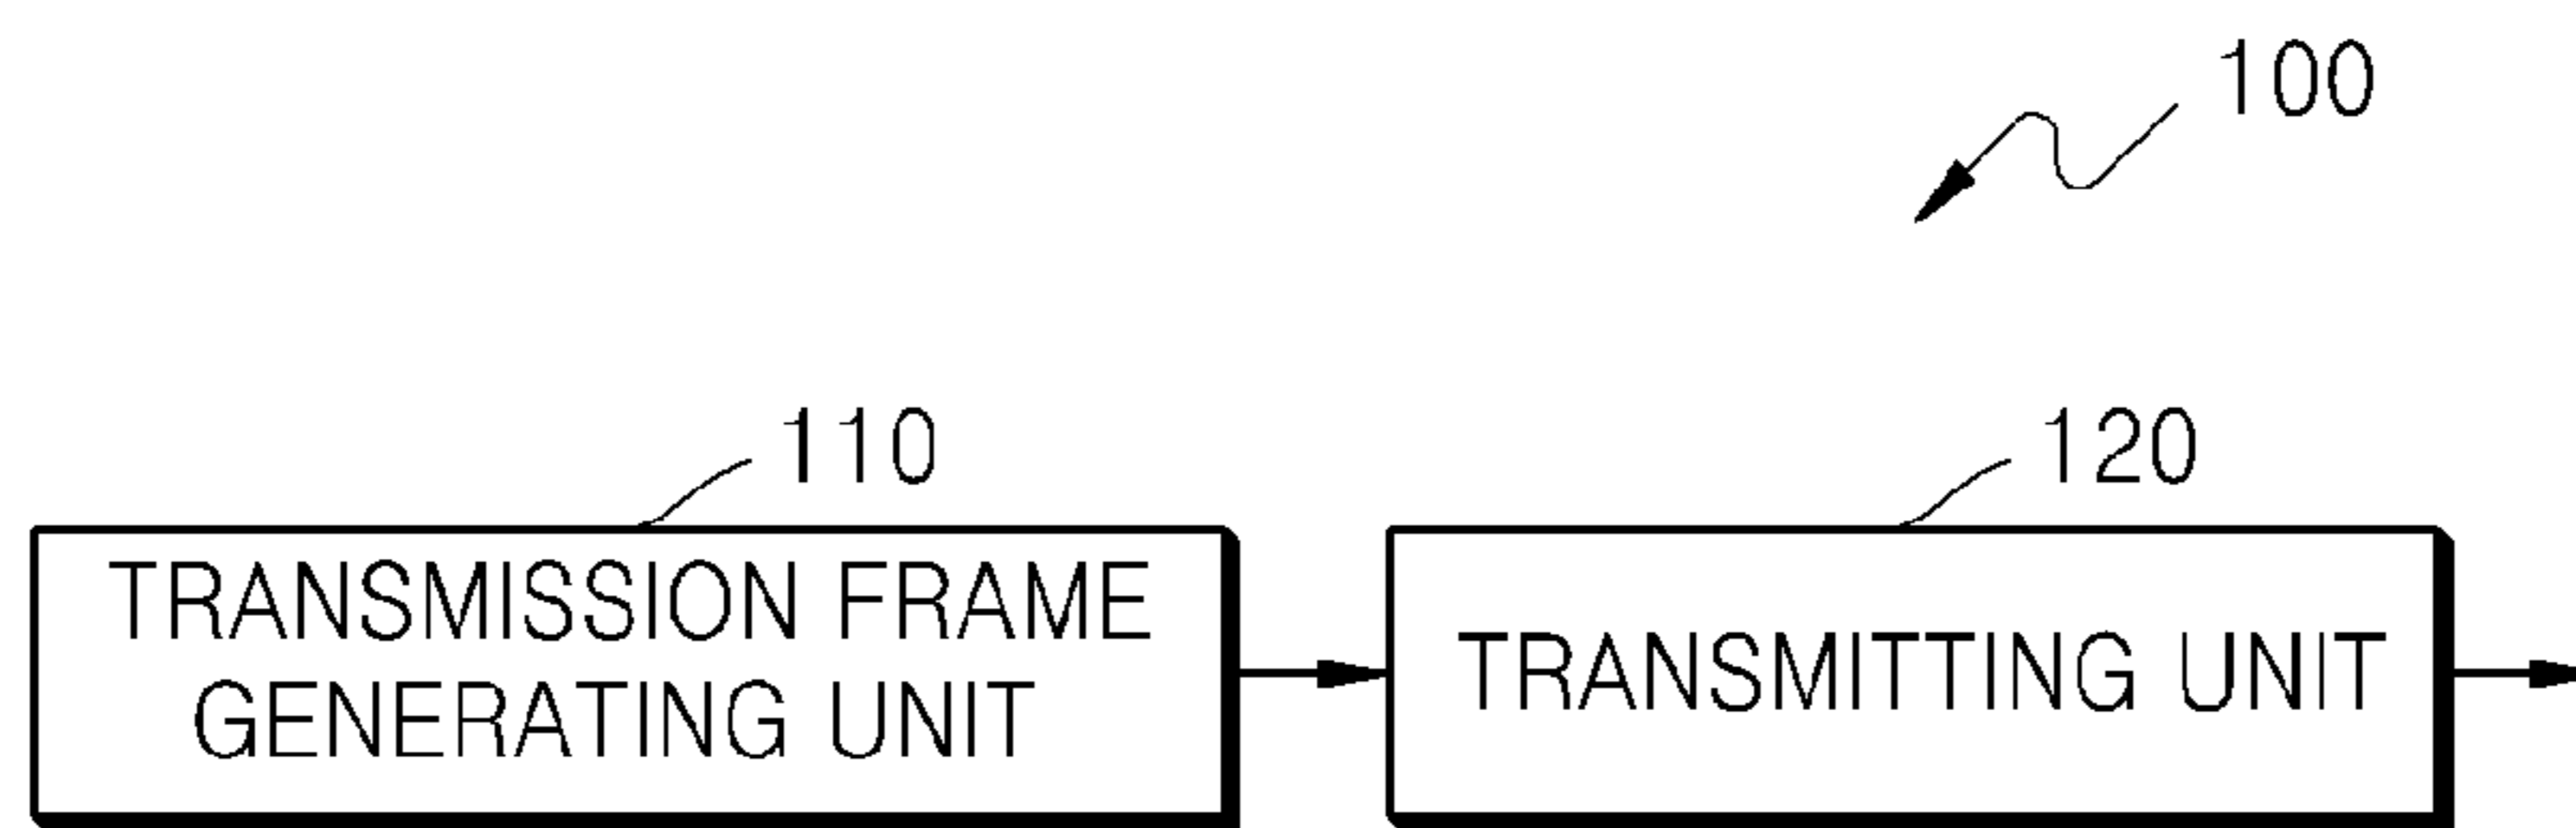 100
110
120
TRANSMISSION FRAME
GENERATING UNIT
TRANSMITTING UNIT